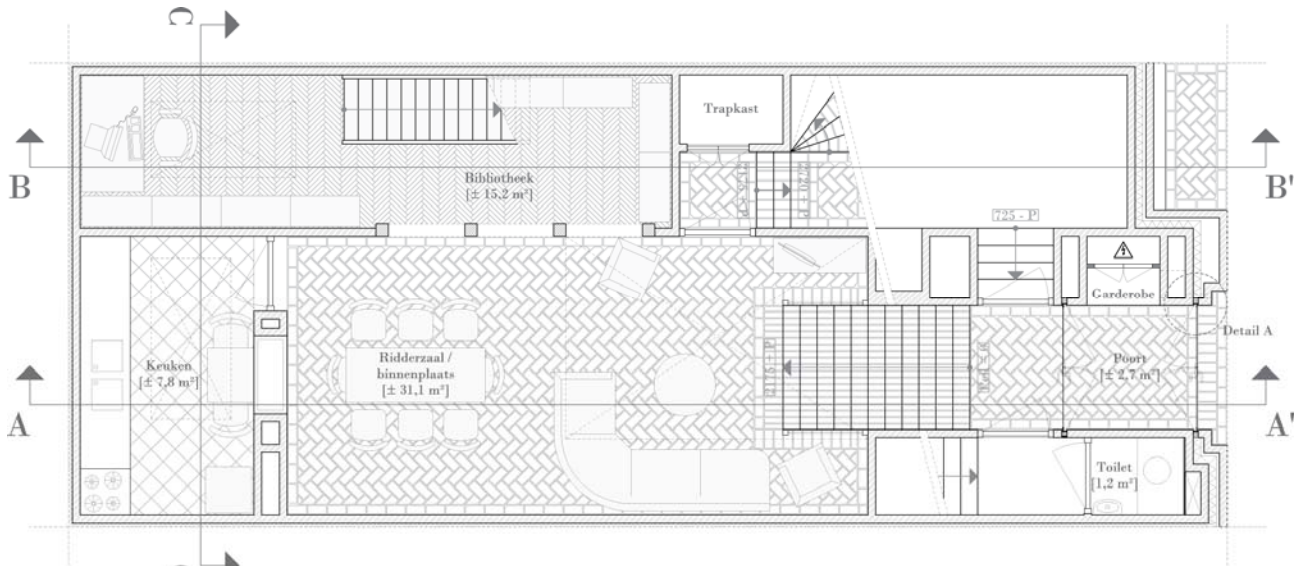 C
Trapkast
B
Bibliotheek
[± 15,2 m²]
B'
725 - P
Garderobe
Detail A
Keuken
[± 7,8 m²]
Ridderzaal /
binnenplaats
[± 31,1 m²]
Poort
[± 2,7 m²]
A
A'
Toilet
[1,2 m²]